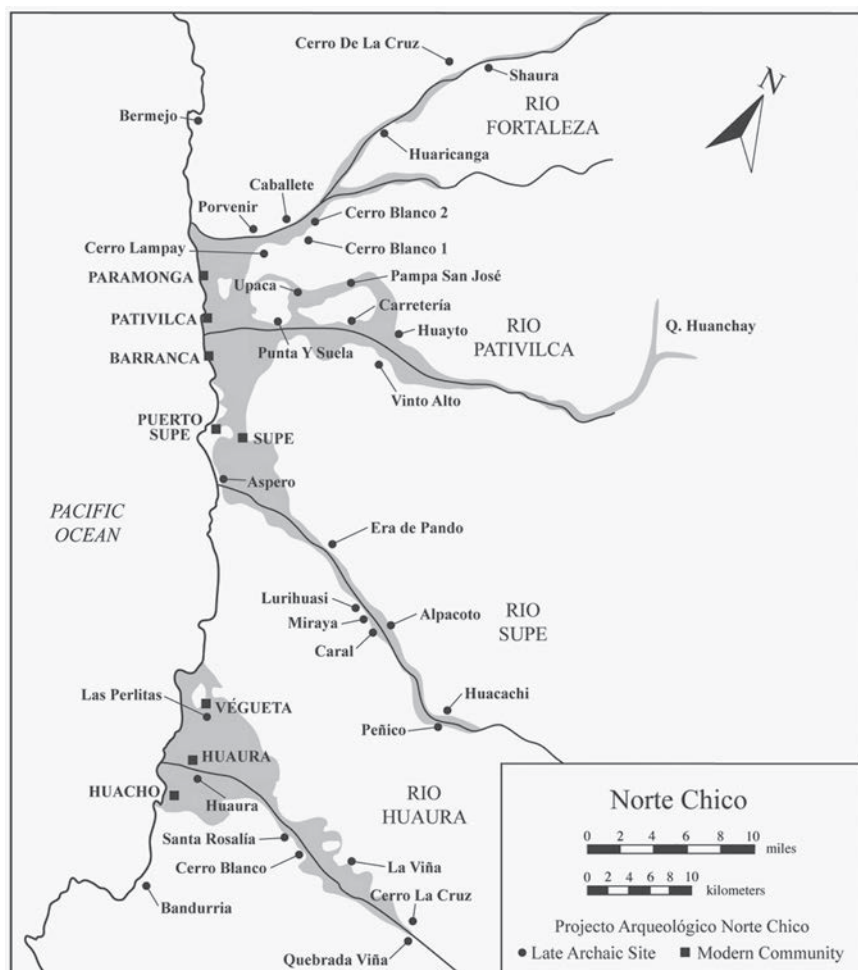 Cerro De La Cruz
Shaura
N
RIO
FORTALEZA
Bermejo
Huaricanga
Caballete
Porvenir
Cerro Blanco 2
Cerro Lampay
Cerro Blanco 1
PARAMONGA
Upaca
Pampa San José
Carretería
PATIVILCA
Huayto
RIO
PATIVILCA
Q. Huanchay
BARRANCA
Punta Y Suela
Vinto Alto
PUERTO
SUPE
SUPE
Aspero
PACIFIC
OCEAN
Era de Pando
Lurihuasi
Miraya
Alpacoto
Caral
RIO
SUPE
Las Perlitas
VÉGUETA
Huacachi
Peñico
HUAURA
HUACHO
Huaura
RIO
HUAURA
Santa Rosalía
Cerro Blanco
La Viña
Bandurria
Cerro La Cruz
Quebrada Viña
Norte Chico
0 2 4 6 8 10
miles
0 2 4 6 8 10
kilometers
Projecto Arqueológico Norte Chico
Late Archaic Site
Modern Community